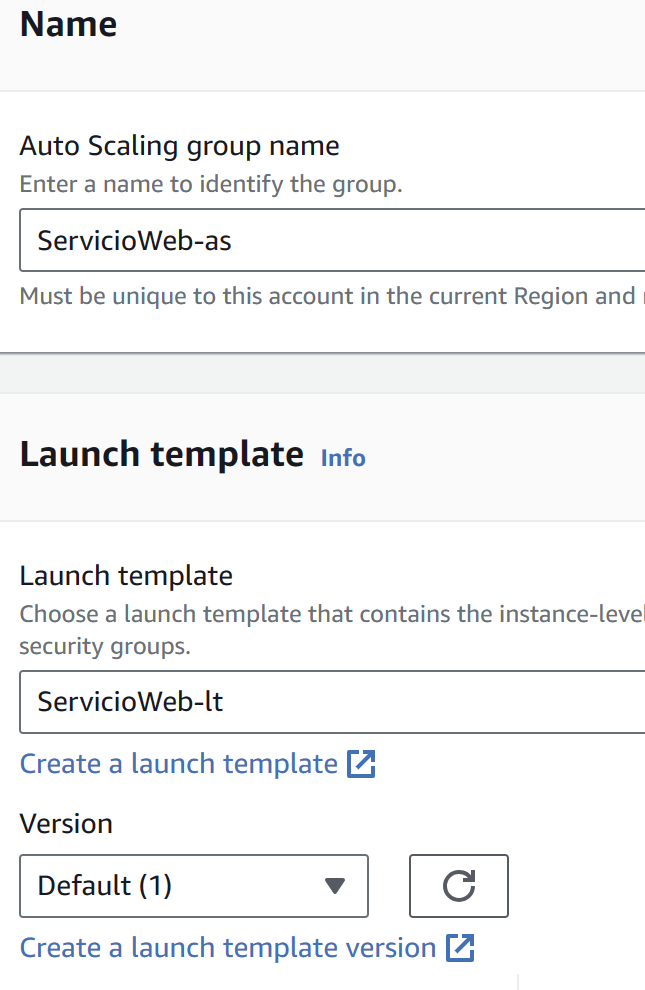 Name
Auto Scaling group name
Enter a name to identify the group.
ServicioWeb-as
Must be unique to this account in the current Region and
Launch template Info
Launch template
Choose a launch template that contains the instance-level
security groups.
ServicioWeb-lt
Create a launch template
Version
Default (1)
Create a launch template version